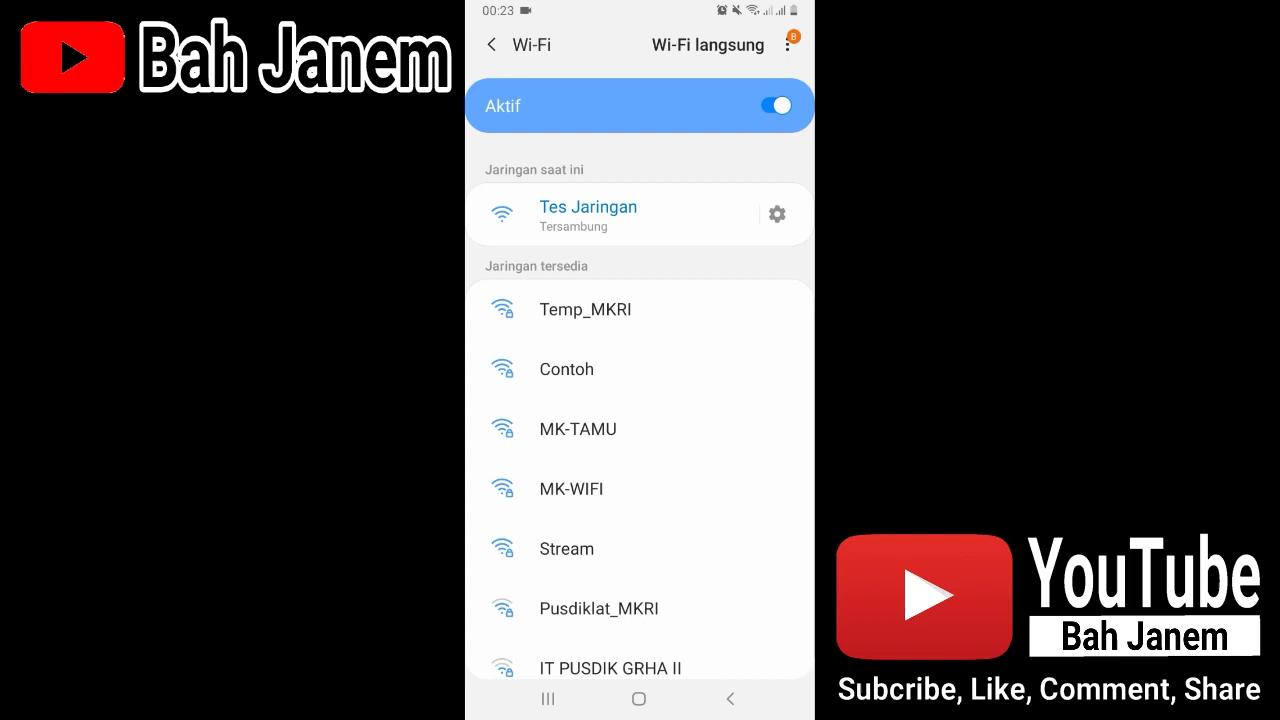 Bah Janem
00:23
Wi-Fi
Wi-Fi langsung
B
Aktif
Jaringan saat ini
Tes Jaringan
Tersambung
Jaringan tersedia
Temp_MKRI
Contoh
MK-TAMU
MK-WIFI
Stream
Pusdiklat_MKRI
IT PUSDIK GRHA II
YouTube
Bah Janem
Subcribe, Like, Comment, Share